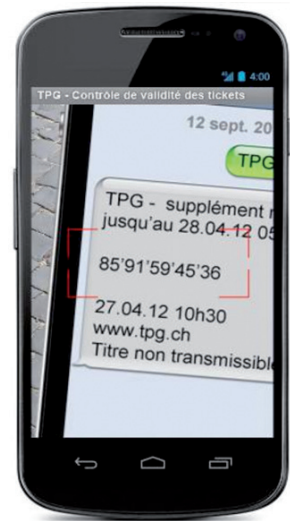 4:00
TPG - Contrôle de validité des tickets
12 sept. 20
TPG
TPG - supplément
jusqu'au 28.04.12 05
85'91'59'45'36
27.04.12 10h30
www.tpg.ch
Titre non transmissibl